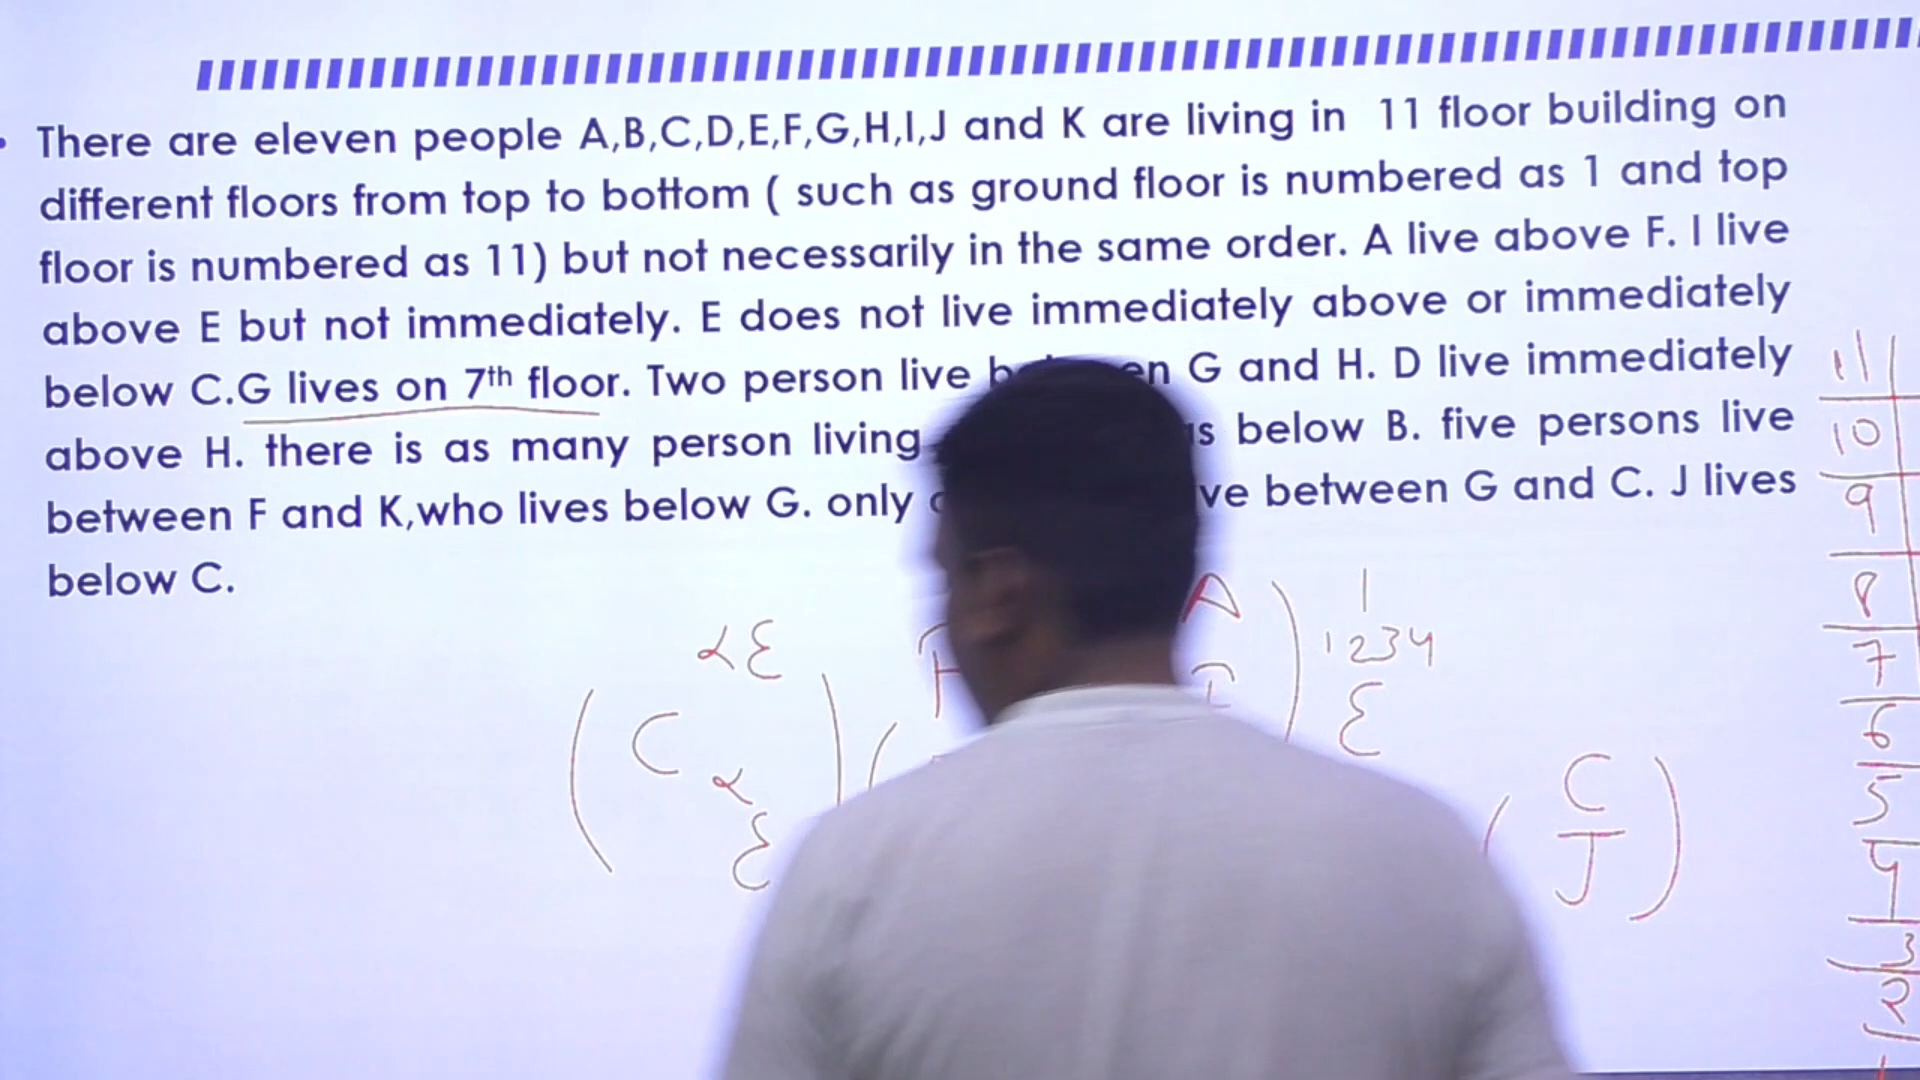 There are eleven people A,B,C,D,E,F,G,H,I,J and K are living in 11 floor building on
different floors from top to bottom ( such as ground floor is numbered as 1 and top
floor is numbered as 11) but not necessarily in the same order. A live above F. I live
above E but not immediately. E does not live immediately above or immediately
below C.G lives on 7th floor. Two person live G and H. D live immediately
above H. there is as many person living below B. five persons live
between F and K,who lives below G. only between G and C. J lives
below C.
11
10
9
8
7
6
5
4
3
2
E
C
E
A
I
1
1234
E
C
J